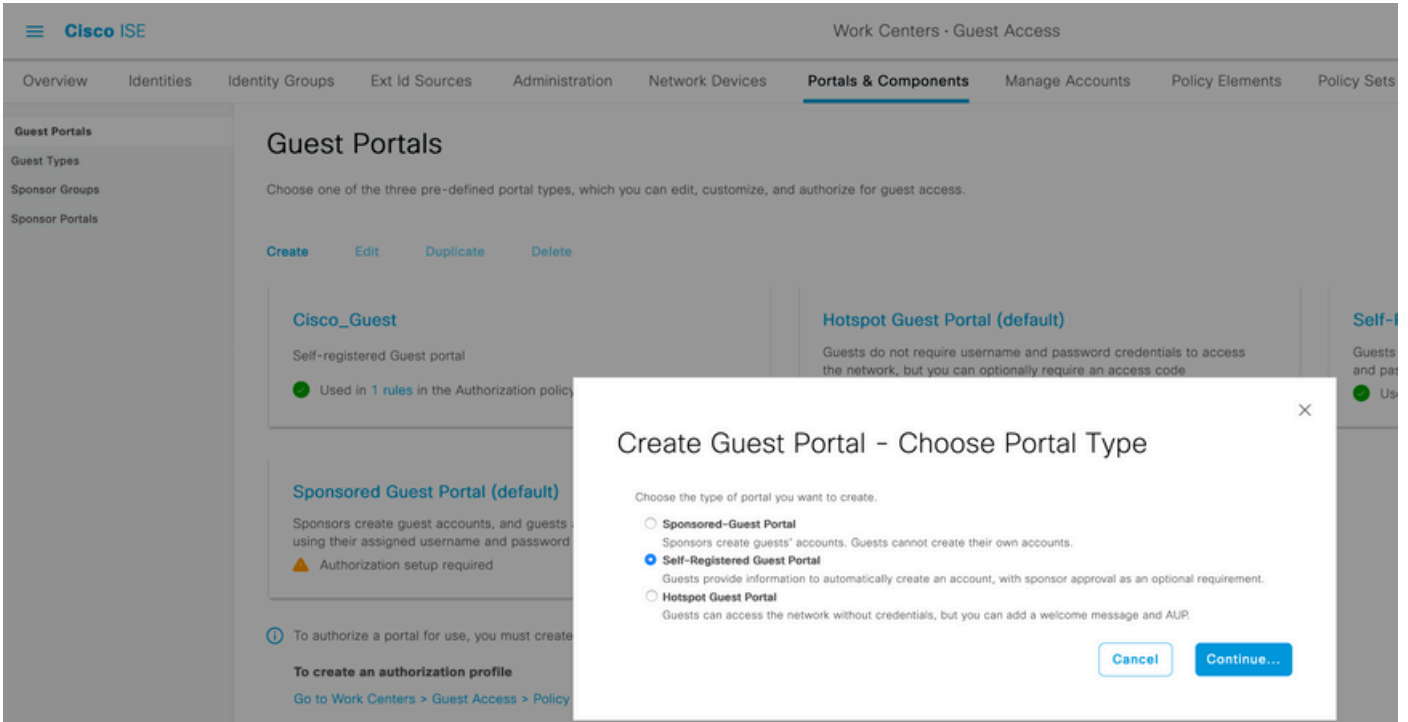 Cisco ISE
Work Centers · Guest Access
Overview Identities Identity Groups Ext Id Sources Administration Network Devices Portals & Components Manage Accounts Policy Elements Policy Sets
Guest Portals
Guest Types
Sponsor Groups
Sponsor Portals
Guest Portals
Choose one of the three pre-defined portal types, which you can edit, customize, and authorize for guest access.
Create Edit Duplicate Delete
Cisco_Guest
Self-registered Guest portal
Used in 1 rules in the Authorization policy
Hotspot Guest Portal (default)
Guests do not require username and password credentials to access
the network, but you can optionally require an access code
Self-
Guests
and
Sponsored Guest Portal (default)
Sponsors create guest accounts, and guests
using their assigned username and password
Authorization setup required
To authorize a portal for use, you must create
To create an authorization profile
Go to Work Centers > Guest Access > Policy
Create Guest Portal - Choose Portal Type
Choose the type of portal you want to create.
Sponsored-Guest Portal
Sponsors create guests' accounts. Guests cannot create their own accounts.
Self-Registered Guest Portal
Guests provide information to automatically create an account, with sponsor approval as an optional requirement.
Hotspot Guest Portal
Guests can access the network without credentials, but you can add a welcome message and AUP.
Cancel Continue...